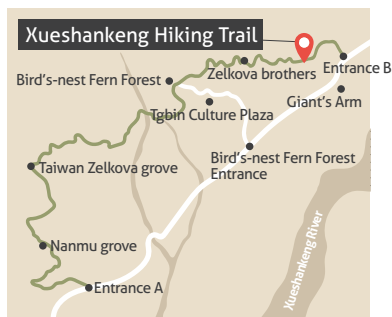 Xueshankeng Hiking Trail
Zelkova brothers
Entrance B
Bird's-nest Fern Forest
Giant's Arm
Tgbin Culture Plaza
Bird's-nest Fern Forest
Entrance
Taiwan Zelkova grove
Nanmu grove
Entrance A
Xueshankeng River